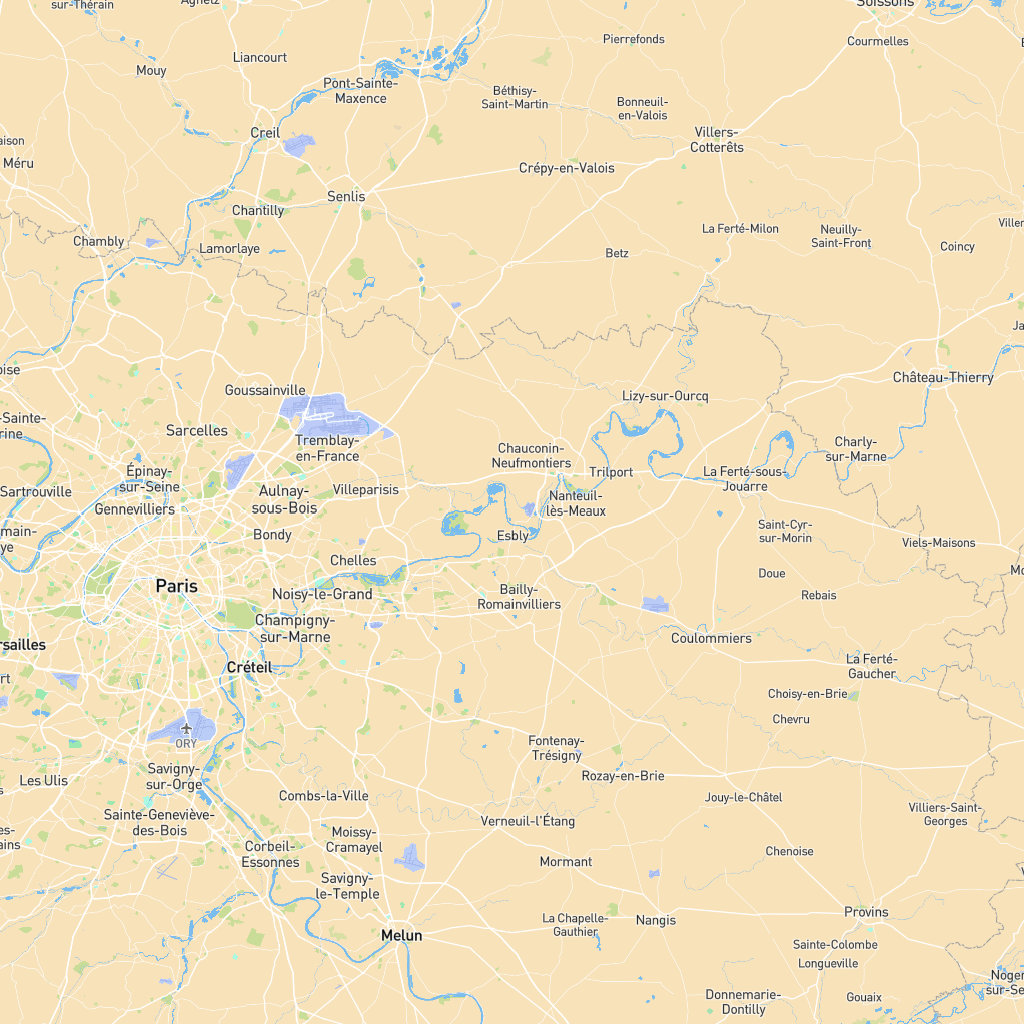 sur-Thérain
Soissons
Pierrefonds
Courmelles
Liancourt
Mouy
Pont-Sainte-
Maxence
Béthisy-
Saint-Martin
Bonneuil-
en-Valois
Creil
Villers-
Cotterêts
Méru
Crépy-en-Valois
Senlis
Chantilly
La Ferté-Milon
Neuilly-
Saint-Front
Chambly
Lamorlaye
Betz
Coincy
Château-Thierry
Goussainville
Lizy-sur-Ourcq
-Sainte-
Sarcelles
Tremblay-
en-France
Chauconin-
Neufmontiers
Charly-
sur-Marne
Épinay-
sur-Seine
Trilport
La Ferté-sous-
Jouarre
Sartrouville
Gennevilliers
Aulnay-
sous-Bois
Villeparisis
Nanteuil-
lès-Meaux
Bondy
Esbly
Saint-Cyr-
sur-Morin
Viels-Maisons
Chelles
Doue
Paris
Noisy-le-Grand
Bailly-
Romainvilliers
Rebais
Champigny-
sur-Marne
Coulommiers
rsailles
Créteil
La Ferté-
Gaucher
Choisy-en-Brie
Chevru
ORY
Fontenay-
Trésigny
Les Ulis
Savigny-
sur-Orge
Rozay-en-Brie
Combs-la-Ville
Jouy-le-Châtel
Sainte-Geneviève-
des-Bois
Villiers-Saint-
Georges
Verneuil-l'Étang
Moissy-
Cramayel
Corbeil-
Essonnes
Chenoise
Mormant
Savigny-
le-Temple
La Chapelle-
Gauthier
Nangis
Provins
Melun
Sainte-Colombe
Longueville
Nogen
sur-Se
Donnemarie-
Dontilly
Gouaix